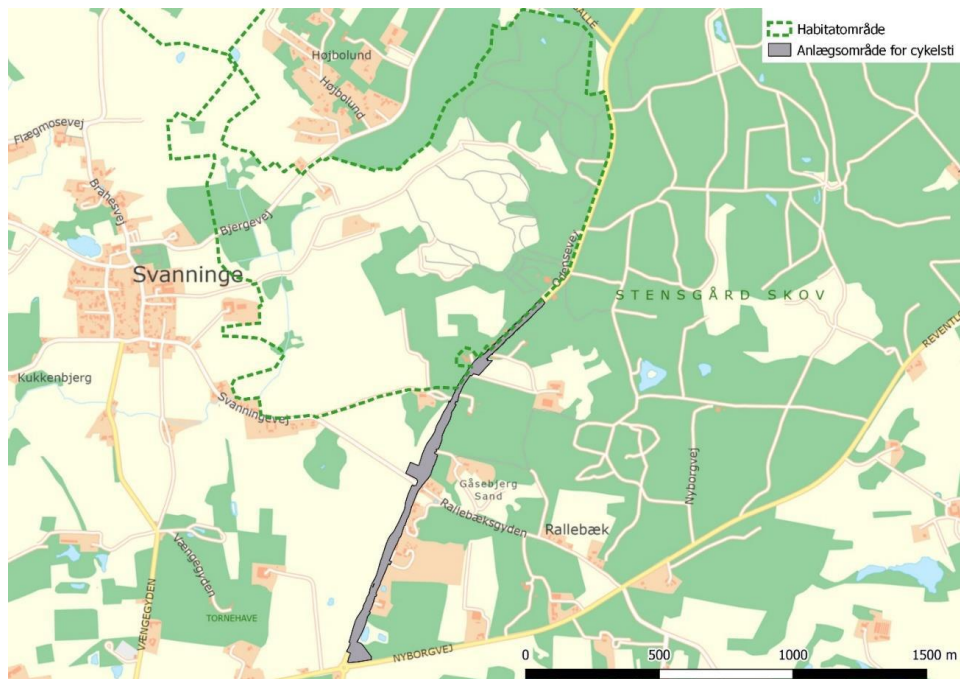 Habitatområde
Anlægsområde for cykelsti
Højbolund
Højbolund
Flægmosevej
Brahesvej
Bjergevej
Svanninge
Odensevej
STENSGÅRD SKOV
Kukkenbjerg
Svanningevej
Gåsebjerg
Sand
Rallebæksgyden
Rallebæk
Nyborgvej
Vængegyden
TORNEHAVE
VÆNGEGYDEN
NYBORGVEJ
0 500 1000 1500 m